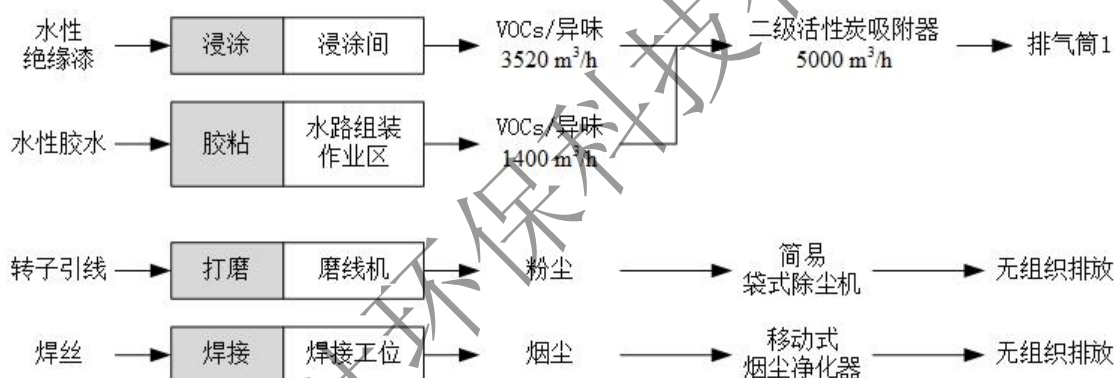 水性
绝缘漆
浸涂
浸涂间
VOCs/异味
3520 m³/h
二级活性炭吸附器
5000 m³/h
排气筒1
水性胶水
胶粘
水路组装
作业区
VOCs/异味
1400 m³/h
转子引线
打磨
磨线机
粉尘
简易
袋式除尘机
无组织排放
焊丝
焊接
焊接工位
烟尘
移动式
烟尘净化器
无组织排放
环保科技